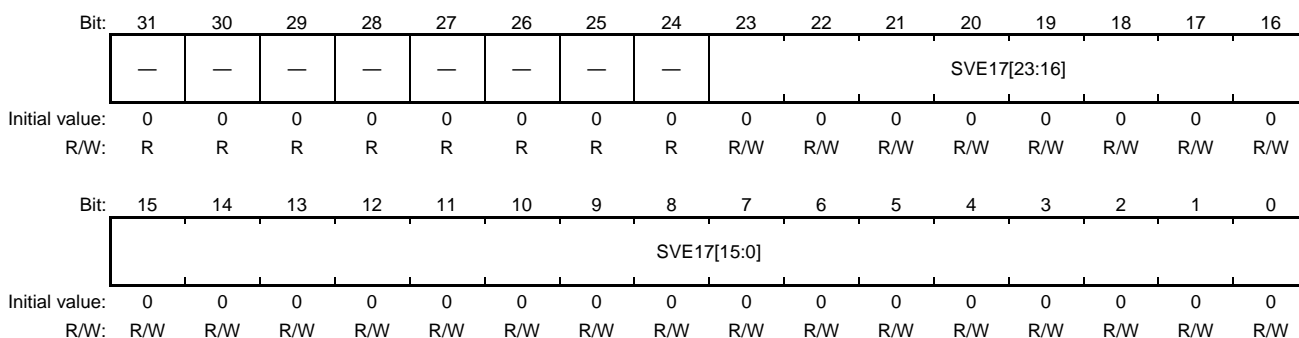 Bit: 31 30 29 28 27 26 25 24 23 22 21 20 19 18 17 16
— — — — — — — — SVE17[23:16]
Initial value: 0 0 0 0 0 0 0 0 0 0 0 0 0 0 0 0
R/W: R R R R R R R R R/W R/W R/W R/W R/W R/W R/W R/W
Bit: 15 14 13 12 11 10 9 8 7 6 5 4 3 2 1 0
SVE17[15:0]
Initial value: 0 0 0 0 0 0 0 0 0 0 0 0 0 0 0 0
R/W: R/W R/W R/W R/W R/W R/W R/W R/W R/W R/W R/W R/W R/W R/W R/W R/W